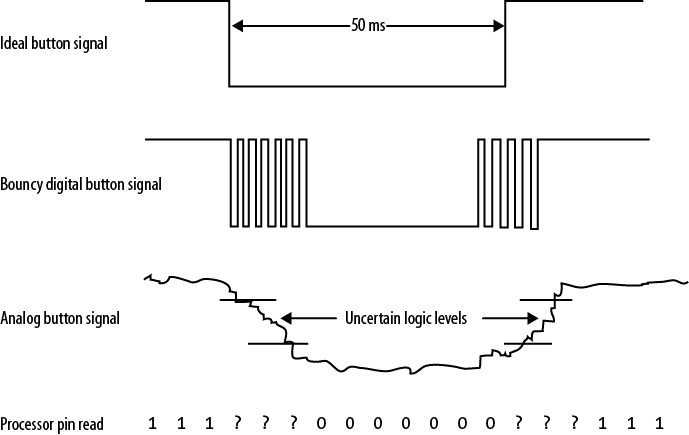 Ideal button signal
50 ms
Bouncy digital button signal
Analog button signal
Uncertain logic levels
Processor pin read 1 1 1 ? ? ? 0 0 0 0 0 0 0 ? ? ? 1 1 1